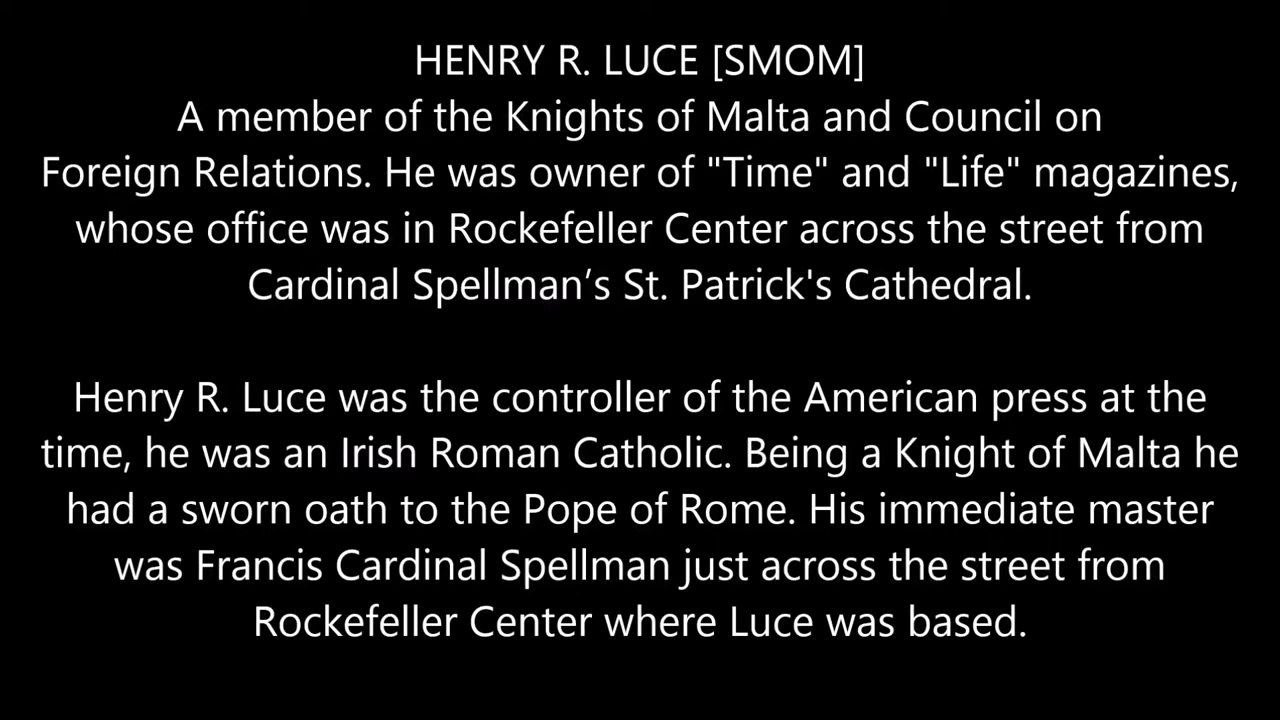 HENRY R. LUCE [SMOM]
A member of the Knights of Malta and Council on
Foreign Relations. He was owner of "Time" and "Life" magazines,
whose office was in Rockefeller Center across the street from
Cardinal Spellman’s St. Patrick's Cathedral.
Henry R. Luce was the controller of the American press at the
time, he was an Irish Roman Catholic. Being a Knight of Malta he
had a sworn oath to the Pope of Rome. His immediate master
was Francis Cardinal Spellman just across the street from
Rockefeller Center where Luce was based.